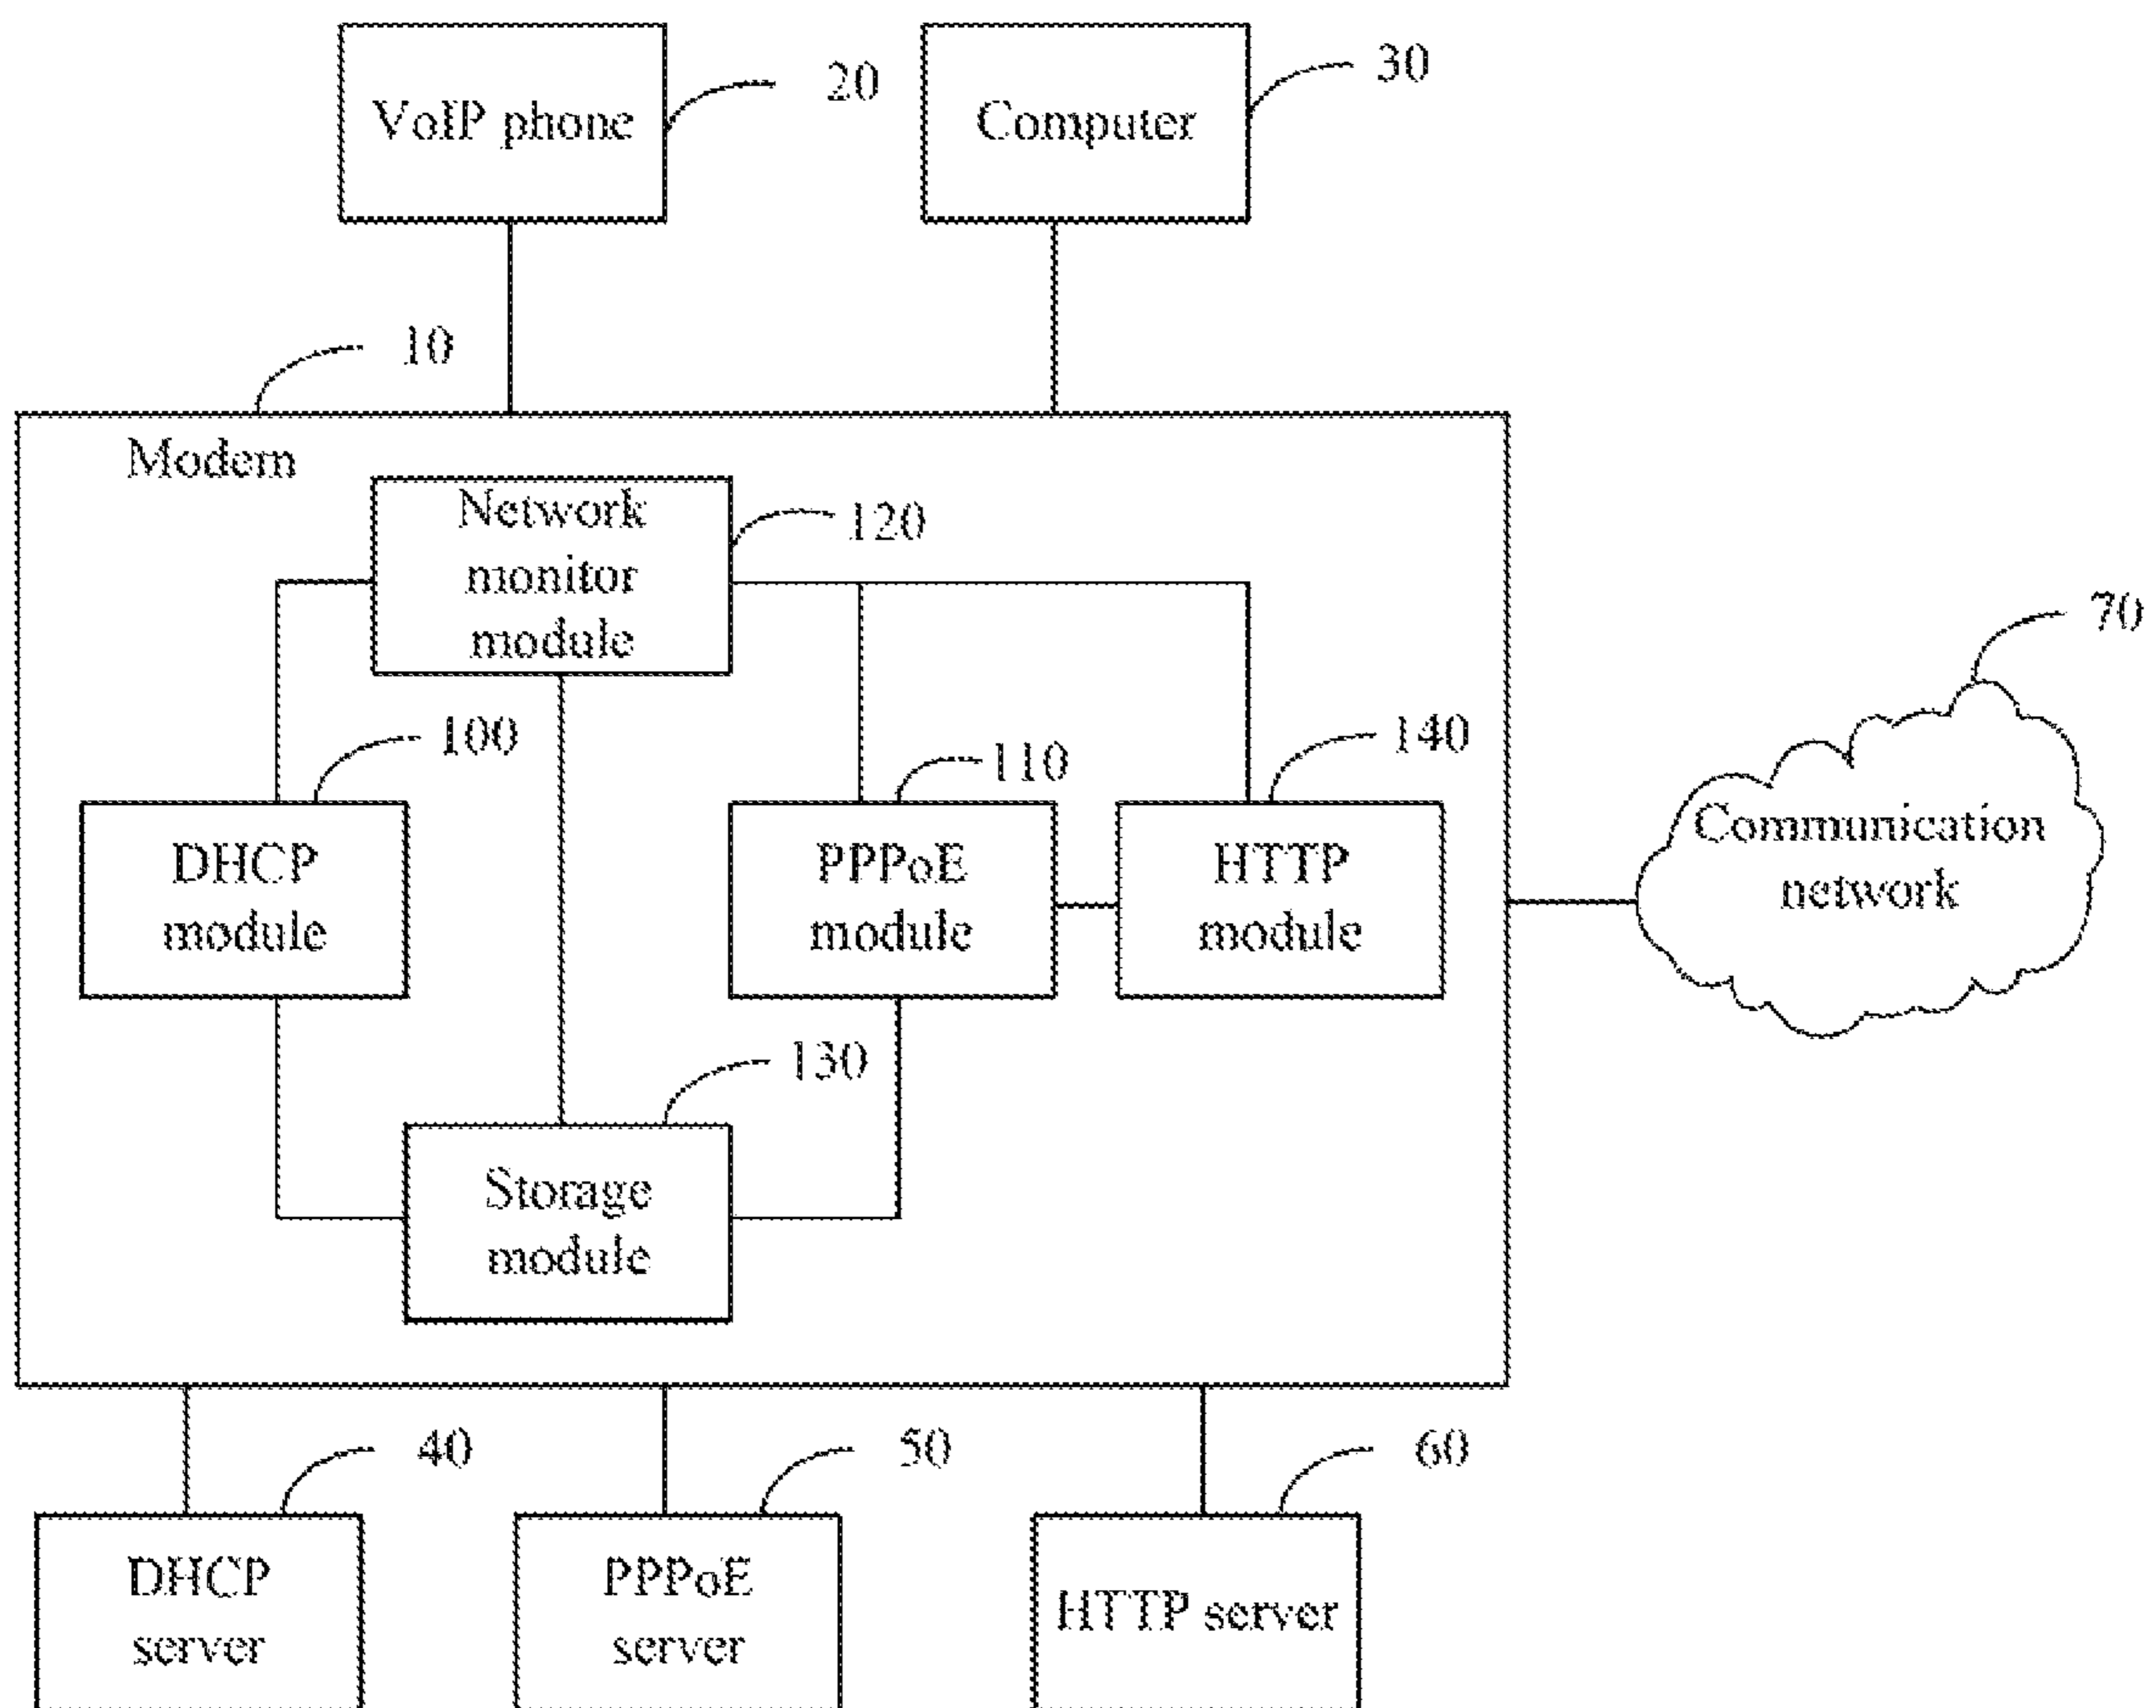 VoIP phone
20
Computer
30
10
Modem
Network
monitor
module
120
100
110
140
70
DHCP
module
PPPoE
module
HTTP
module
Communication
network
130
Storage
module
40
50
60
DHCP
server
PPPoE
server
HTTP server